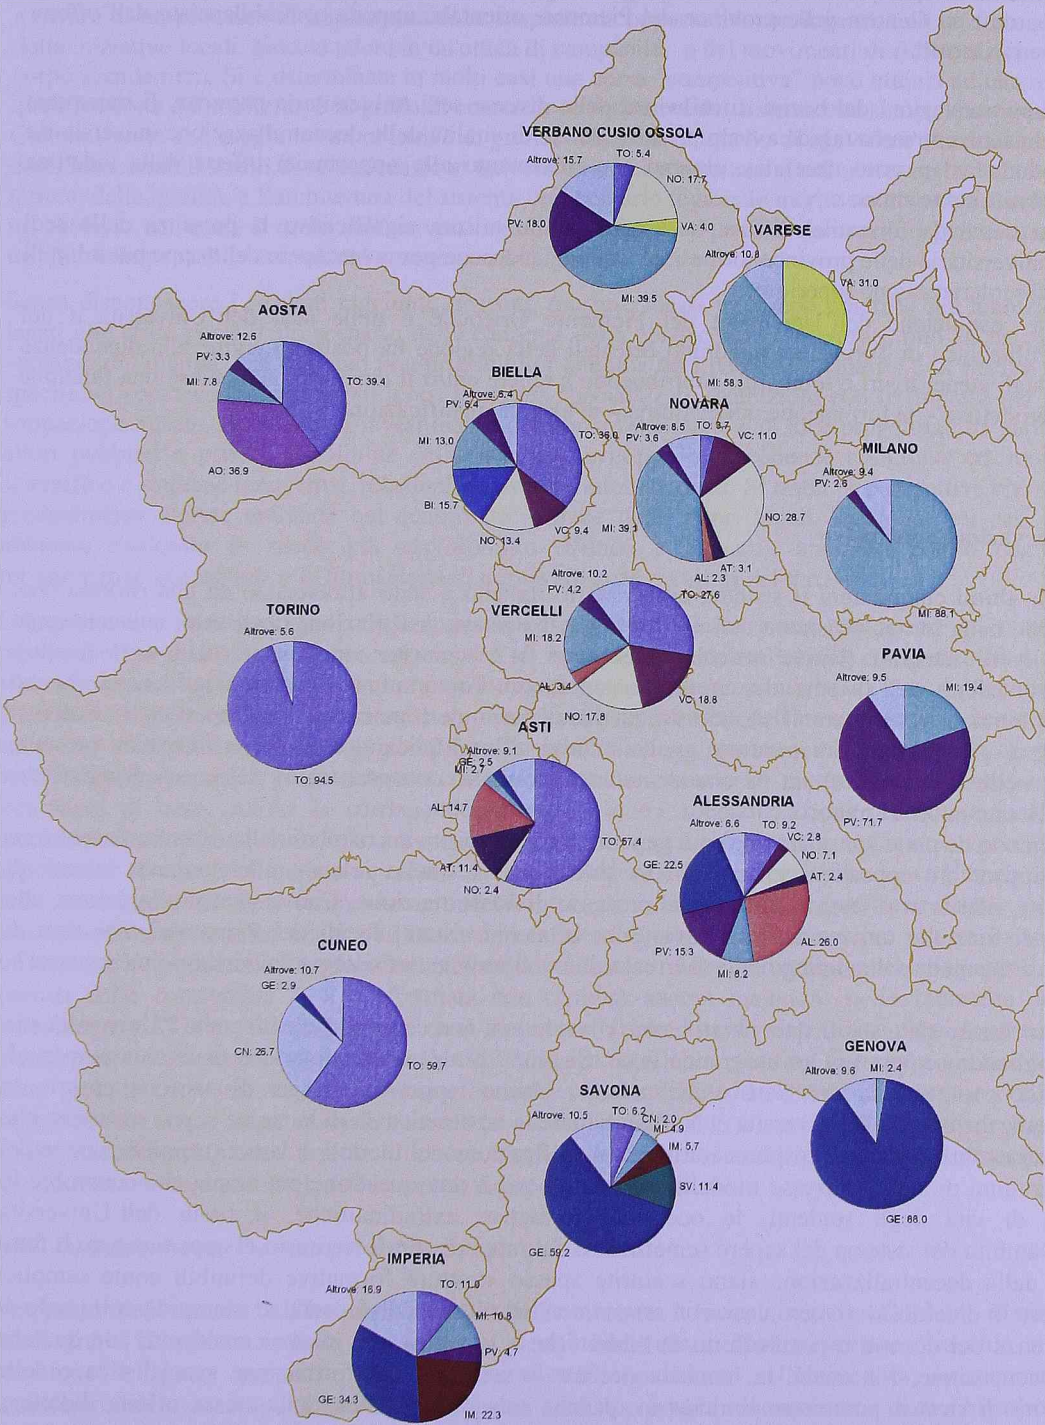 VERBANO CUSIO OSSOLA
Altrove: 15.7
TO: 5.4
NO: 17.7
VA: 4.0
MI: 39.5
PV: 18.0
VARESE
Altrove: 10.8
VA: 31.0
MI: 58.3
AOSTA
Altrove: 12.6
PV: 3.3
MI: 7.8
TO: 39.4
AO: 36.9
BIELLA
Altrove: 6.4
PV: 6.4
MI: 13.0
TO: 36.0
BI: 15.7
VC: 9.4
NO: 13.4
NOVARA
Altrove: 8.5
TO: 3.7
PV: 3.6
VC: 11.0
MI: 39.1
NO: 28.7
AT: 3.1
AL: 2.3
MILANO
Altrove: 9.4
PV: 2.6
MI: 88.1
VERCELLI
Altrove: 10.2
TO: 27.6
PV: 4.2
MI: 18.2
AL: 3.4
NO: 17.8
VC: 18.8
TORINO
Altrove: 5.6
TO: 94.5
PAVIA
Altrove: 9.5
MI: 19.4
PV: 71.7
ASTI
Altrove: 9.1
GE: 2.5
MI: 2.7
AL: 14.7
TO: 57.4
AT: 11.4
NO: 2.4
ALESSANDRIA
Altrove: 6.6
TO: 9.2
VC: 2.8
NO: 7.1
GE: 22.5
AT: 2.4
PV: 15.3
AL: 26.0
MI: 8.2
CUNEO
Altrove: 10.7
GE: 2.9
CN: 26.7
TO: 59.7
GENOVA
Altrove: 9.6
MI: 2.4
GE: 88.0
SAVONA
Altrove: 10.5
TO: 6.2
CN: 2.0
MI: 4.9
IM: 5.7
SV: 11.4
GE: 59.2
IMPERIA
Altrove: 16.9
TO: 11.0
MI: 10.8
PV: 4.7
GE: 34.3
IM: 22.3